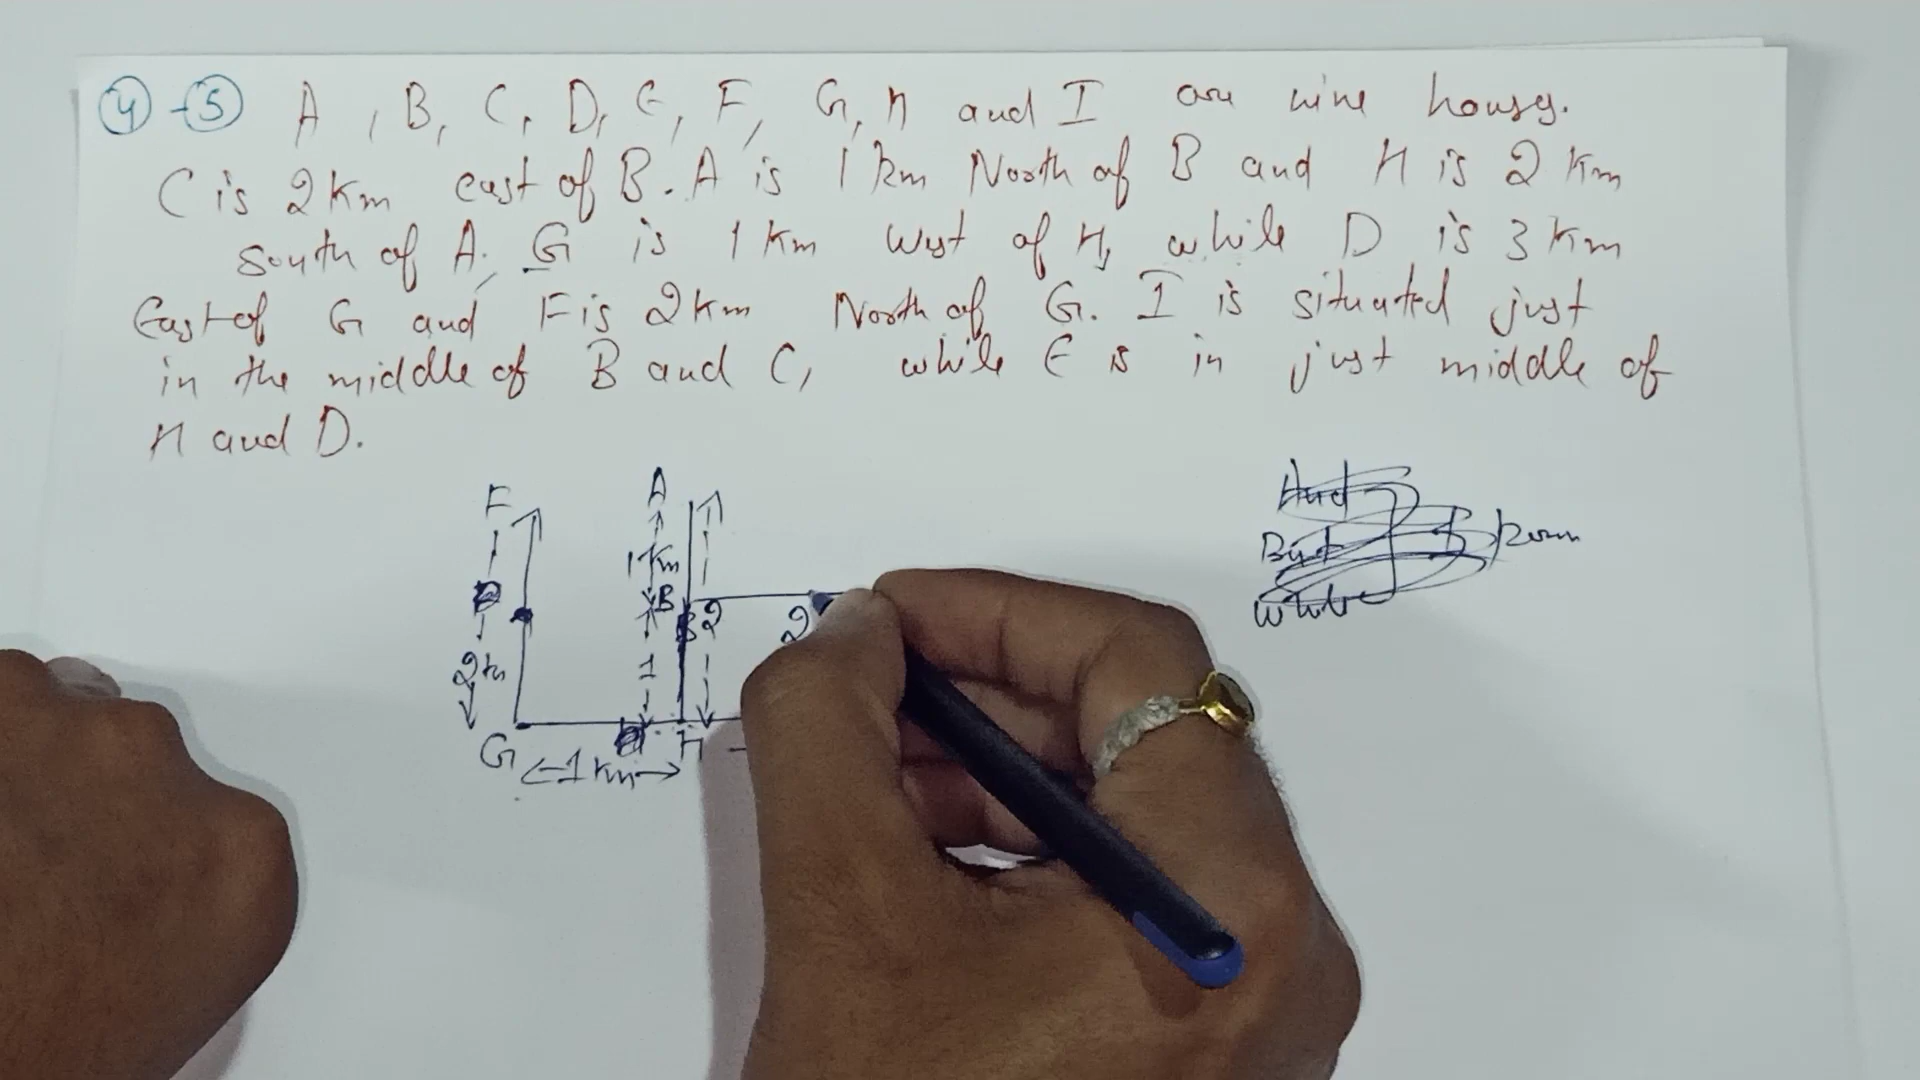 4 - 5 A, B, C, D, E, F, G, H and I are nine houses.
C is 2 Km east of B. A is 1 km North of B and H is 2 Km
south of A. G is 1 Km west of H, while D is 3 Km
East of G and F is 2 Km North of G. I is situated just
in the middle of B and C, while E is in just middle of
H and D.
F A
And
1 Km
But
B
B 2 2
1
G H
<-1 km->